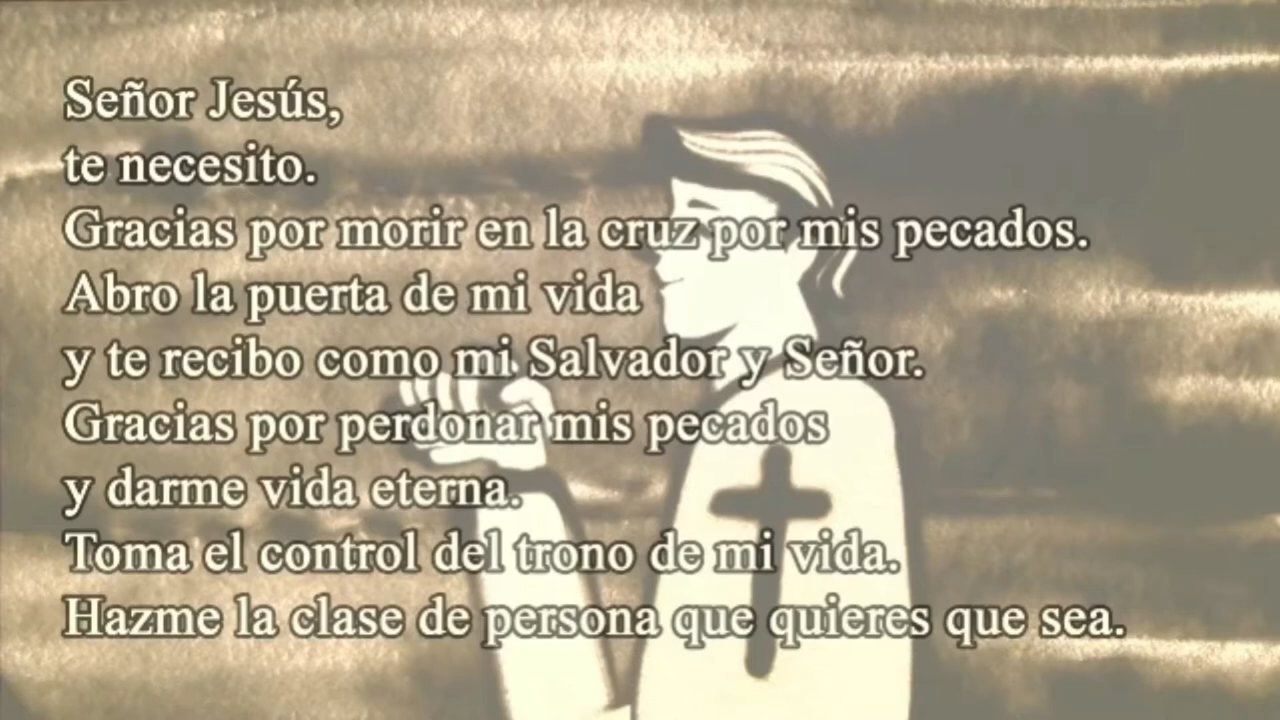 Señor Jesús,
te necesito.
Gracias por morir en la cruz por mis pecados.
Abro la puerta de mi vida
y te recibo como mi Salvador y Señor.
Gracias por perdonar mis pecados
y darme vida eterna.
Toma el control del trono de mi vida.
Hazme la clase de persona que quieres que sea.